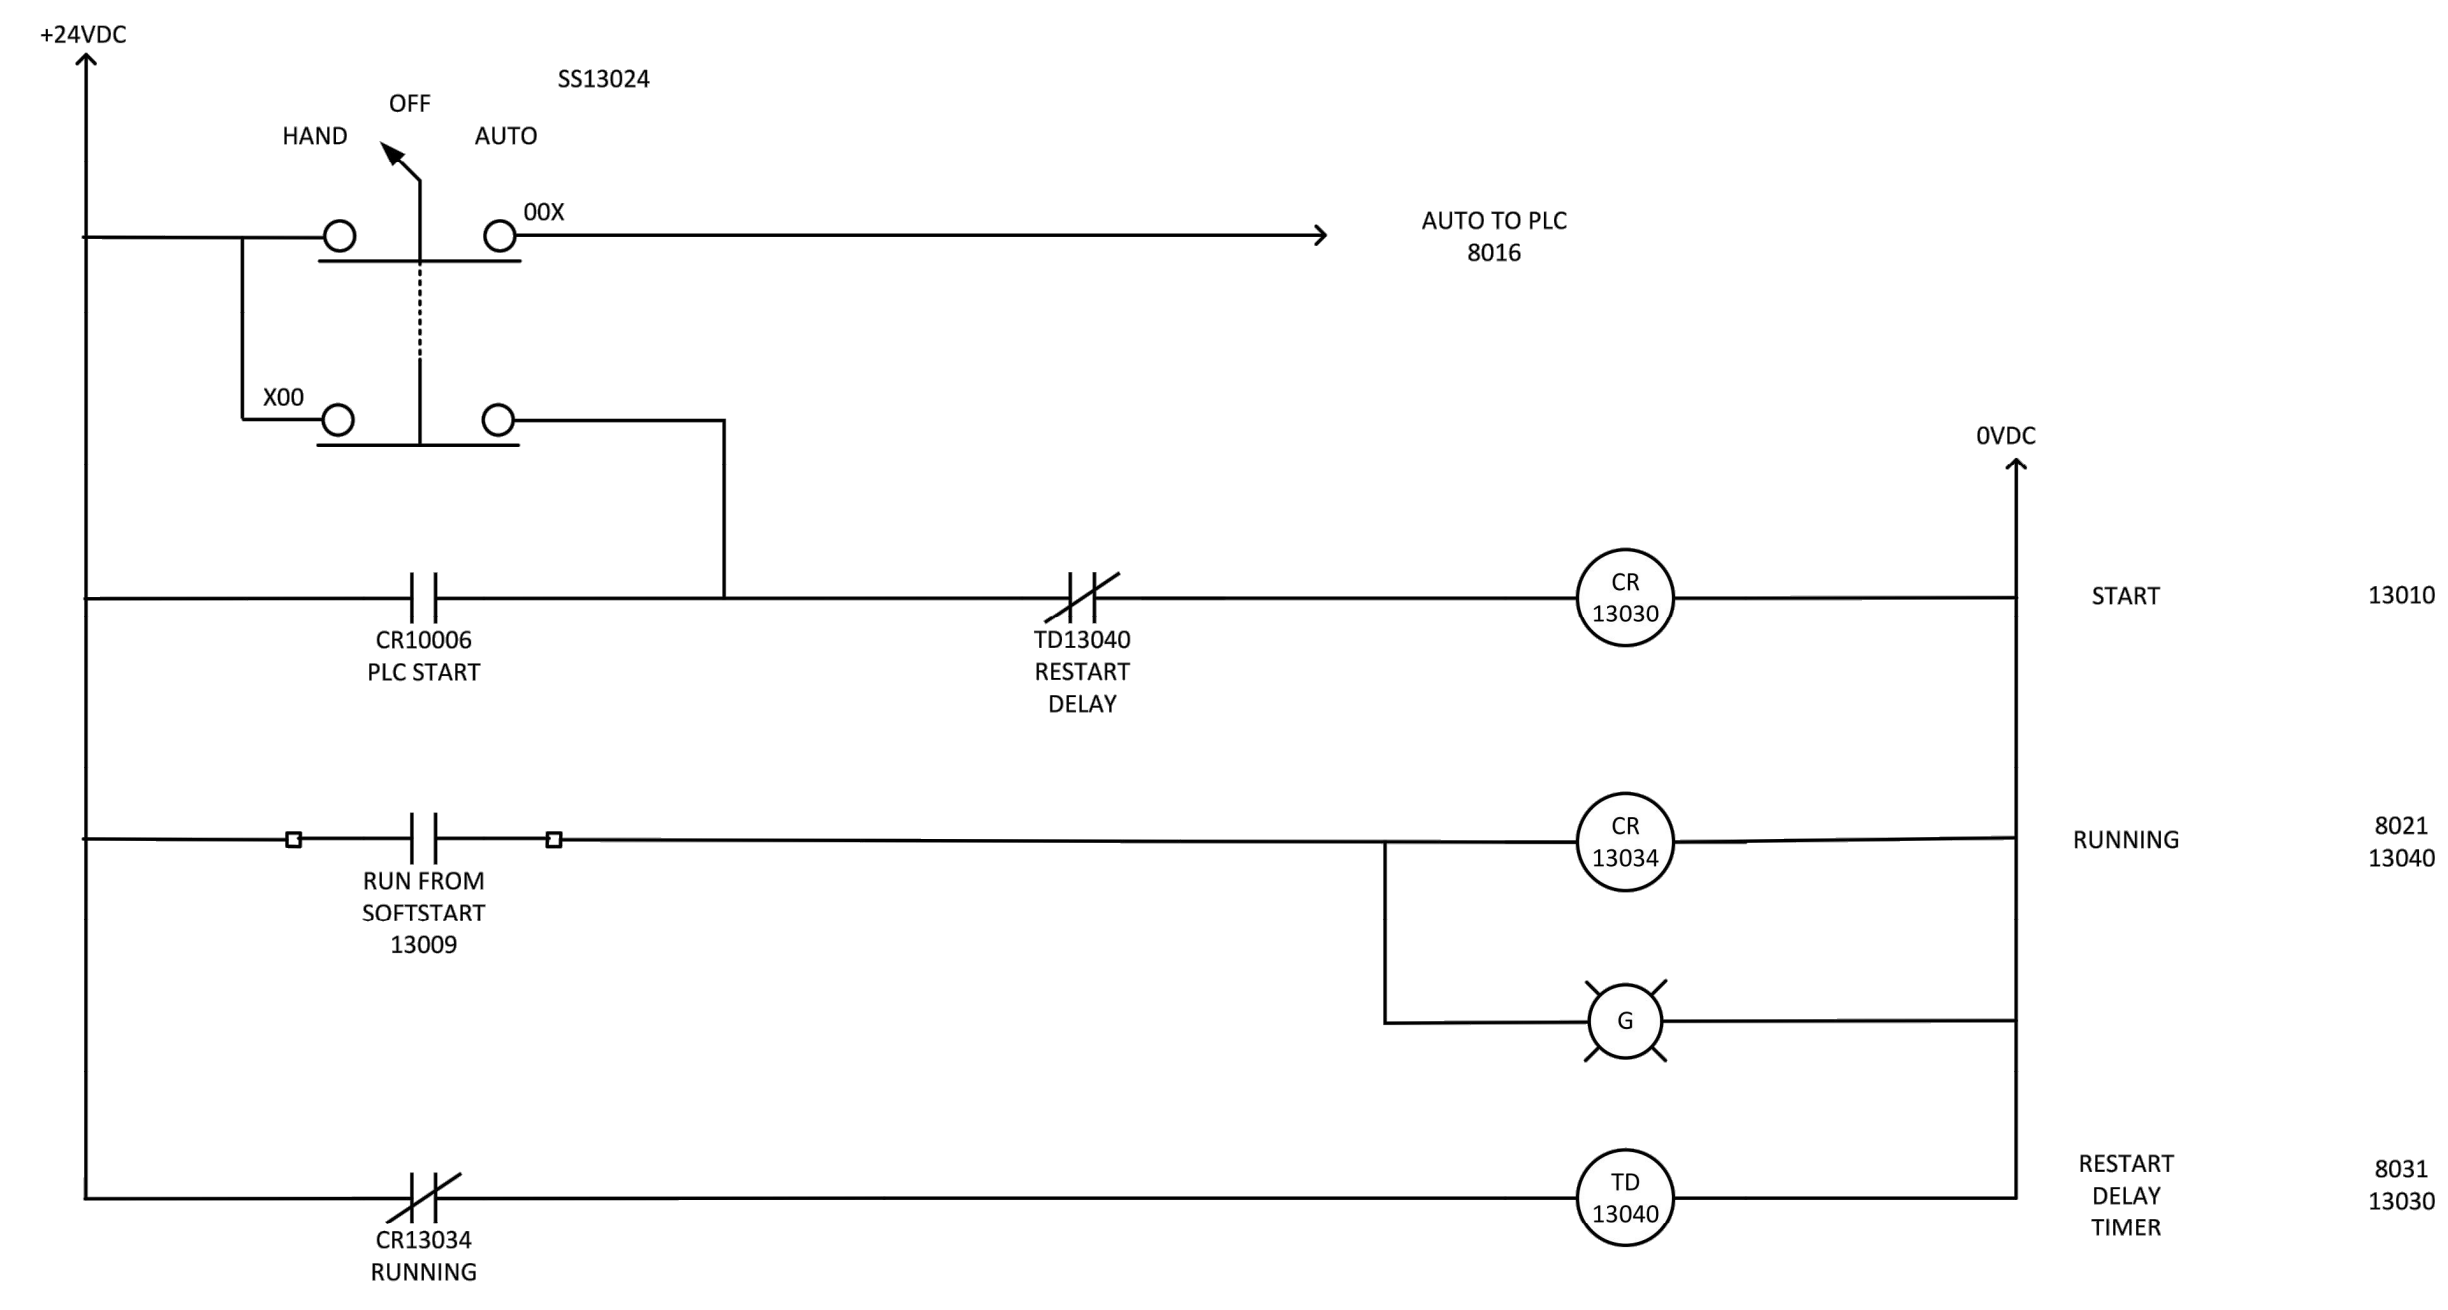 +24VDC
SS13024
OFF
HAND
AUTO
00X
AUTO TO PLC
8016
X00
0VDC
CR
13030
START
13010
CR10006
PLC START
TD13040
RESTART
DELAY
CR
13034
RUNNING
8021
13040
RUN FROM
SOFTSTART
13009
G
TD
13040
RESTART
DELAY
TIMER
8031
13030
CR13034
RUNNING